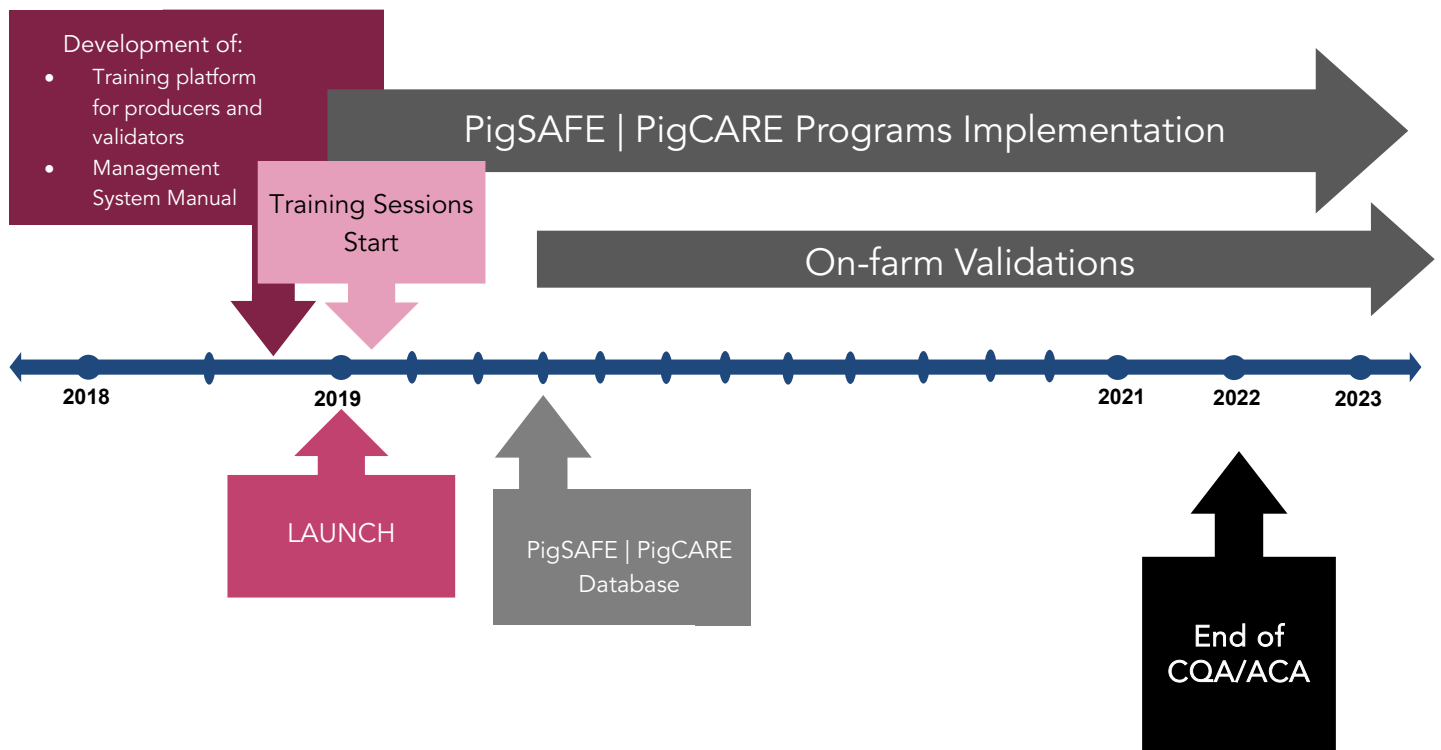 Development of:
• Training platform
for producers and
validators
• Management
System Manual
PigSAFE | PigCARE Programs Implementation
Training Sessions
Start
On-farm Validations
2018
2019
2021
2022
2023
LAUNCH
PigSAFE | PigCARE
Database
End of
CQA/ACA